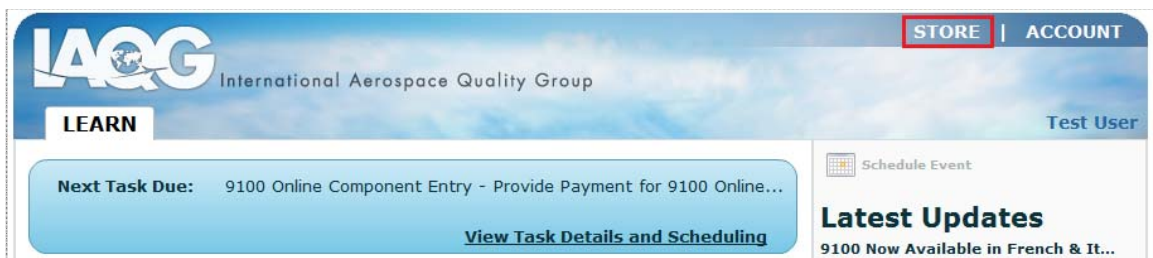 STORE | ACCOUNT
IAQG International Aerospace Quality Group
LEARN
Test User
Next Task Due: 9100 Online Component Entry - Provide Payment for 9100 Online...
View Task Details and Scheduling
Schedule Event
Latest Updates
9100 Now Available in French & It...